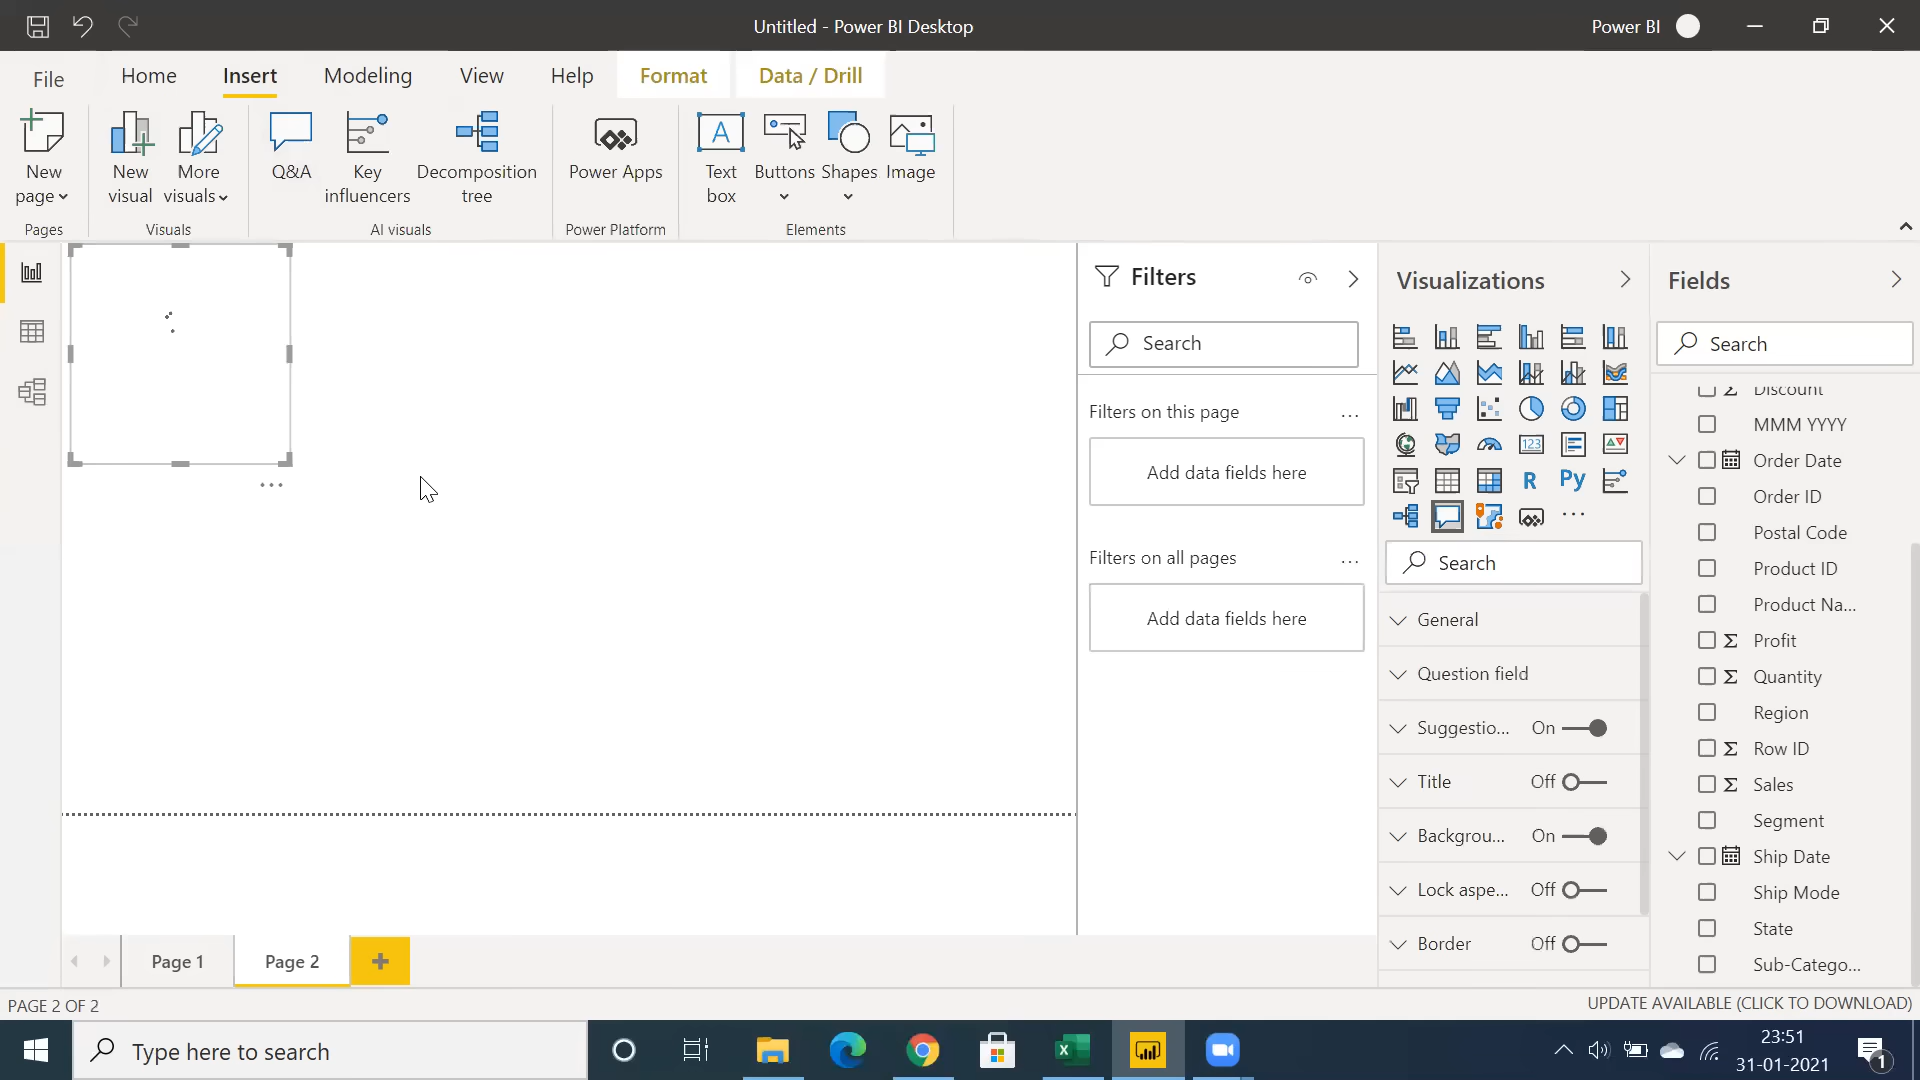 Untitled - Power BI Desktop
Power BI
File
Home
Insert
Modeling
View
Help
Format
Data / Drill
New page
New visual
More visuals
Q&A
Key influencers
Decomposition tree
Power Apps
Text box
Buttons
Shapes
Image
Pages
Visuals
AI visuals
Power Platform
Elements
Filters
Search
Filters on this page
...
Add data fields here
Filters on all pages
...
Add data fields here
Visualizations
123
R
Py
...
Search
General
Question field
Suggestio... On
Title Off
Backgrou... On
Lock aspe... Off
Border Off
Fields
Search
Discount
MMM YYYY
Order Date
Order ID
Postal Code
Product ID
Product Na...
Profit
Quantity
Region
Row ID
Sales
Segment
Ship Date
Ship Mode
State
Sub-Catego...
Page 1
Page 2
PAGE 2 OF 2
UPDATE AVAILABLE (CLICK TO DOWNLOAD)
Type here to search
23:51
31-01-2021
1